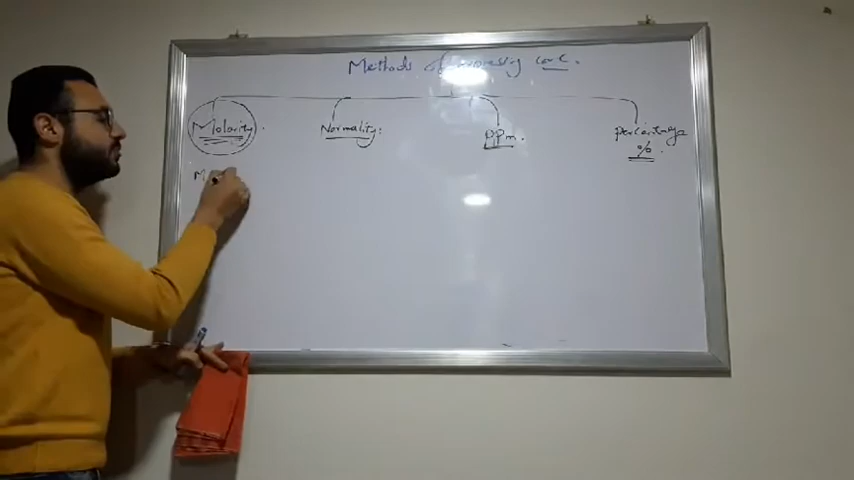 Methods of expressing conc.
Molarity
Normality:
PPm.
percentage
%.
M